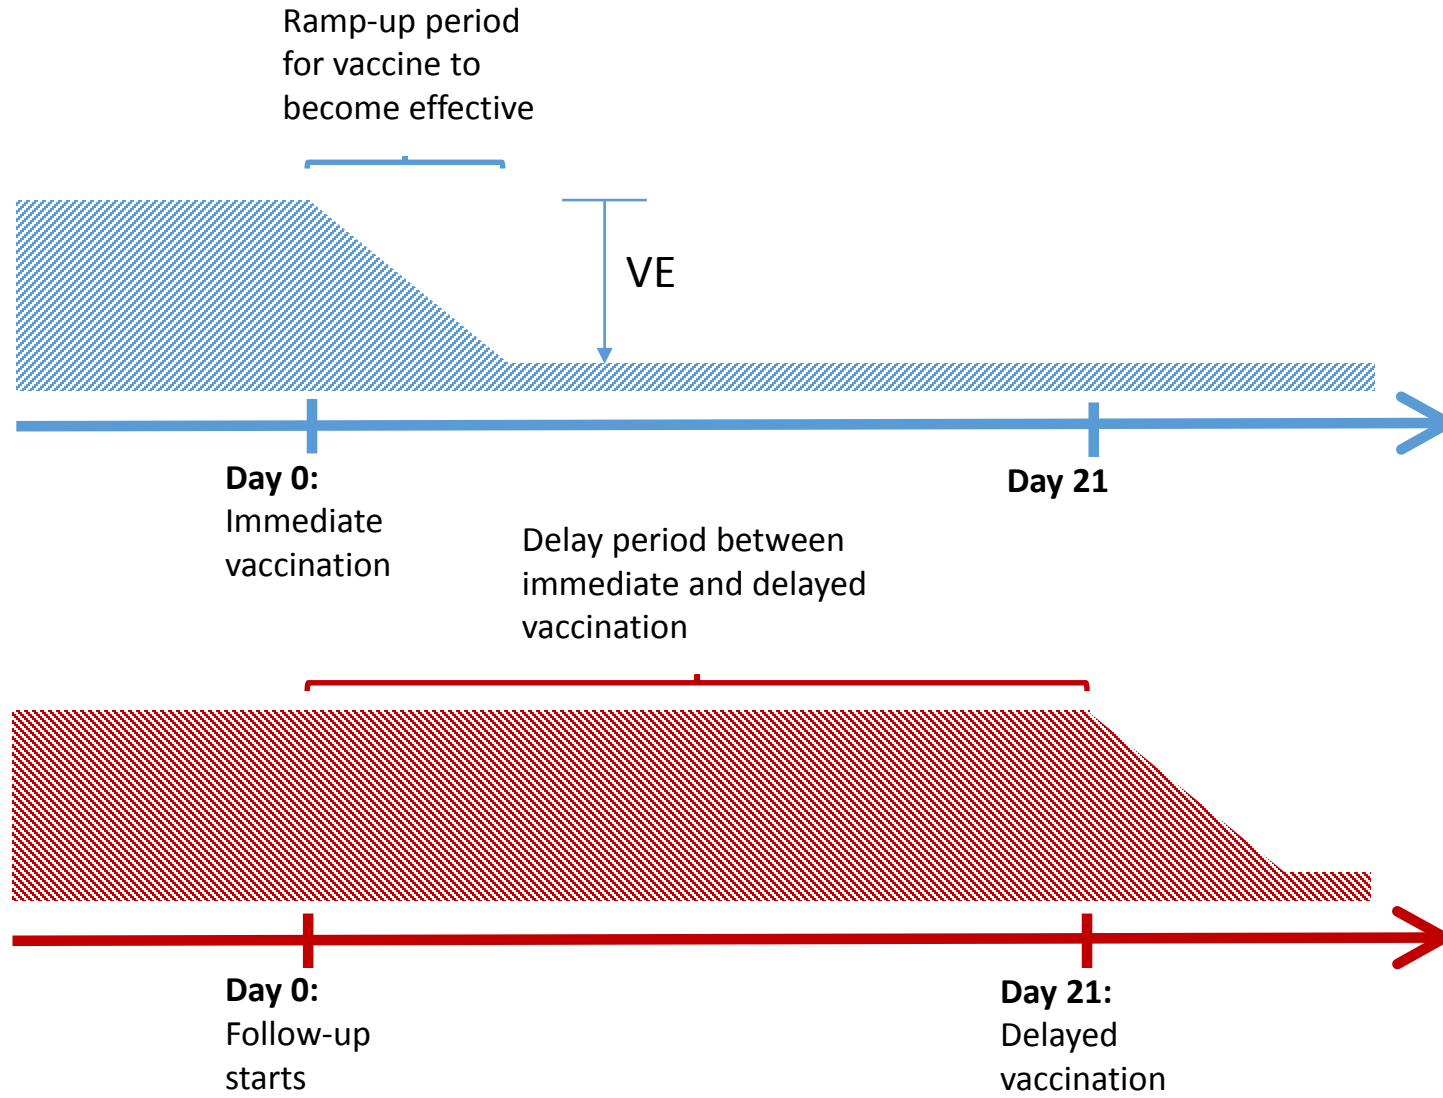 Ramp-up period
for vaccine to
become effective
VE
Day 0:
Immediate
vaccination
Day 21
Delay period between
immediate and delayed
vaccination
Day 0:
Follow-up
starts
Day 21:
Delayed
vaccination